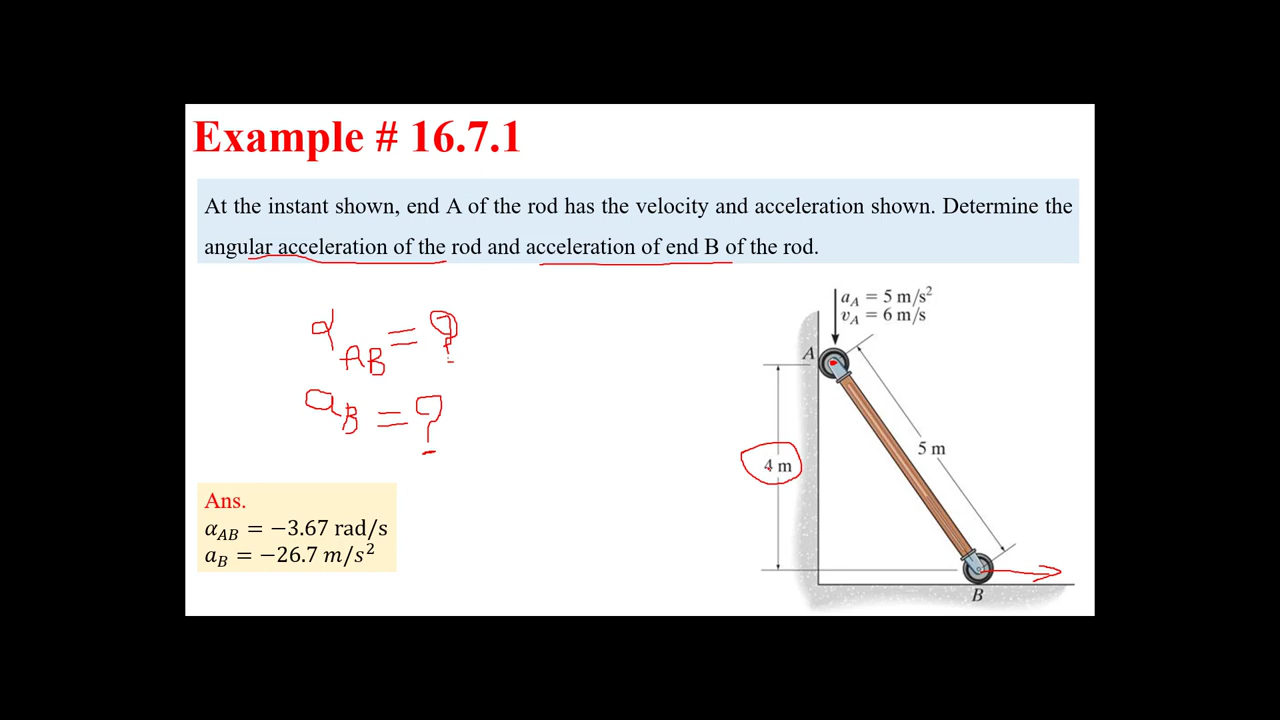 Example # 16.7.1
At the instant shown, end A of the rod has the velocity and acceleration shown. Determine the
angular acceleration of the rod and acceleration of end B of the rod.
α_AB = ?
a_B = ?
a_A = 5 m/s²
v_A = 6 m/s
A
5 m
4 m
B
Ans.
α_AB = −3.67 rad/s
a_B = −26.7 m/s²